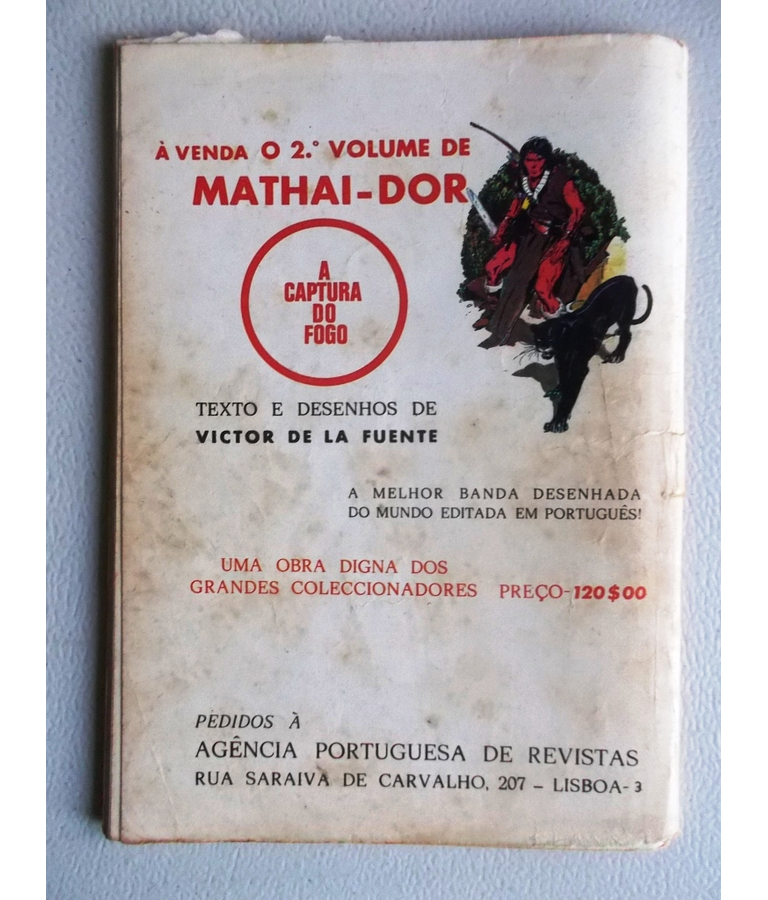 À VENDA O 2.º VOLUME DE
MATHAI-DOR
A
CAPTURA
DO
FOGO
TEXTO E DESENHOS DE
VICTOR DE LA FUENTE
A MELHOR BANDA DESENHADA
DO MUNDO EDITADA EM PORTUGUÊS!
UMA OBRA DIGNA DOS
GRANDES COLECCIONADORES PREÇO-120$00
PEDIDOS À
AGÊNCIA PORTUGUESA DE REVISTAS
RUA SARAIVA DE CARVALHO, 207 – LISBOA-3